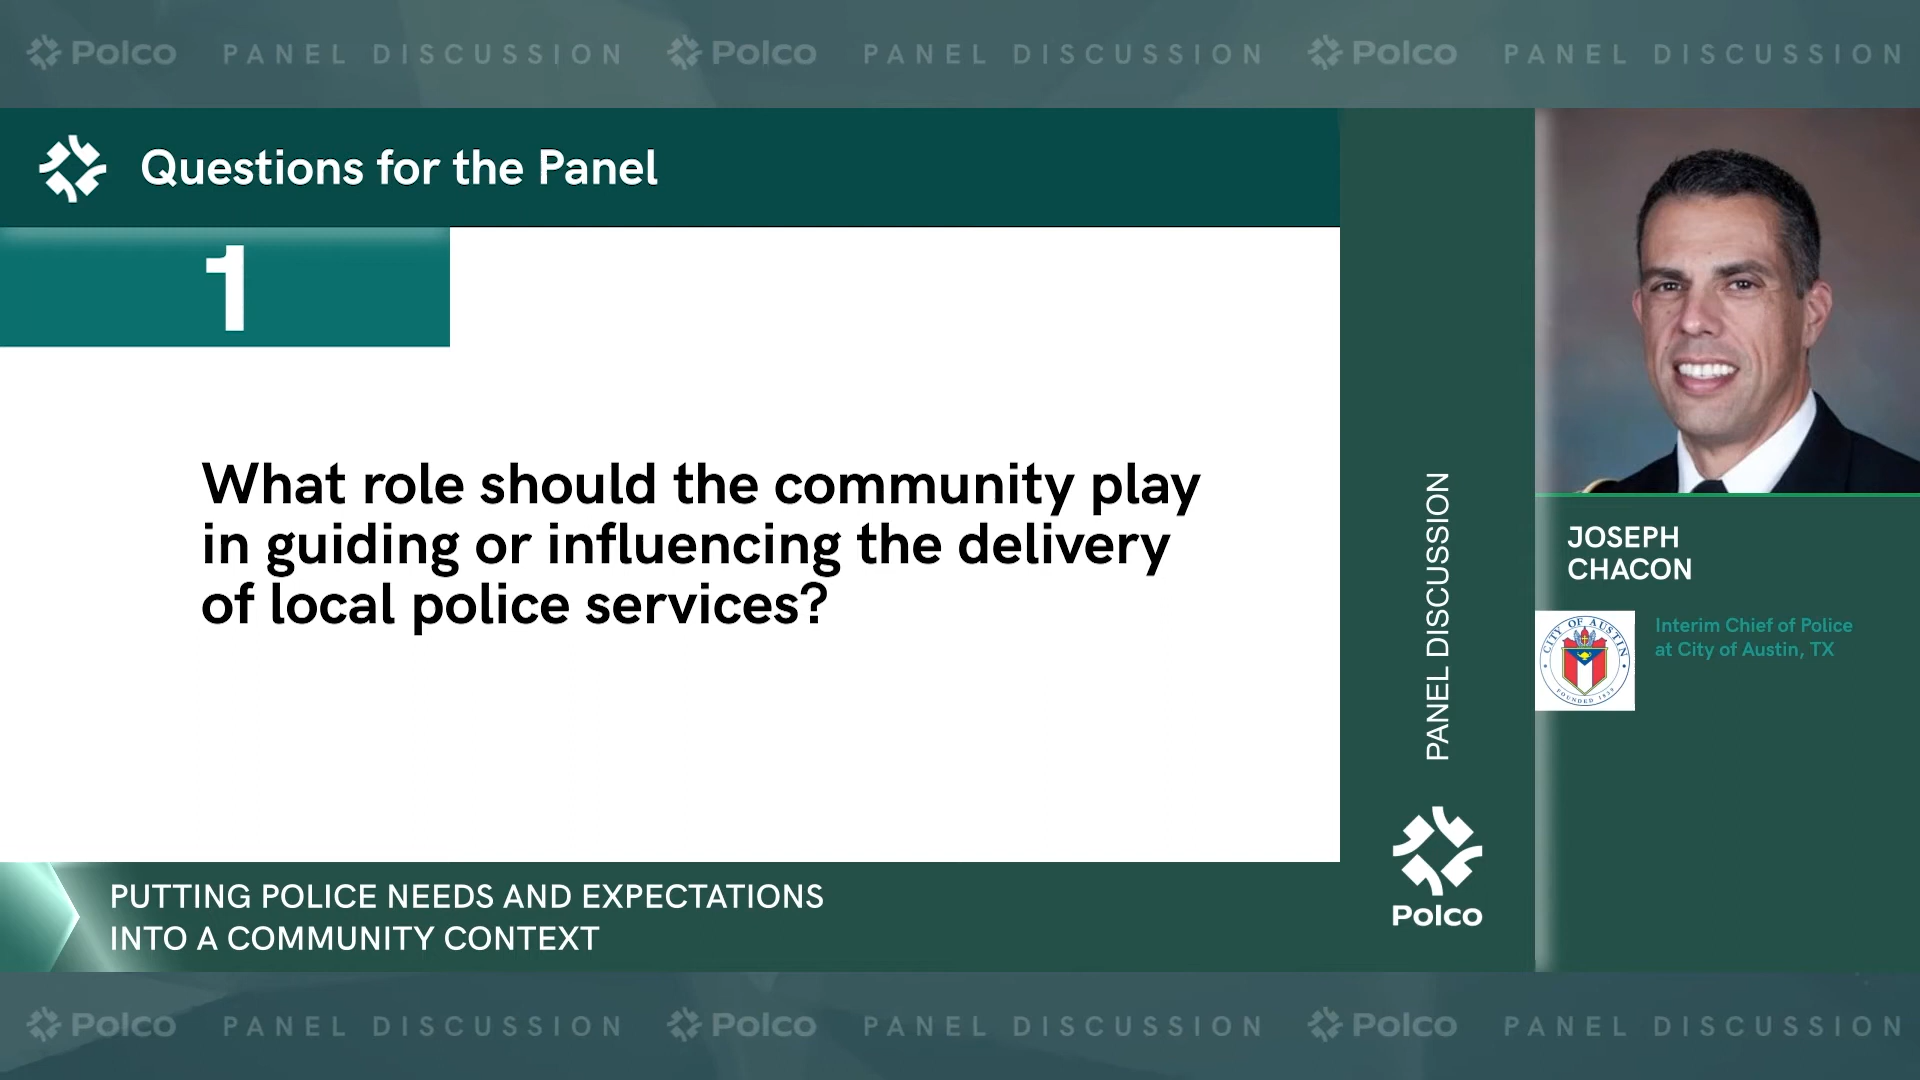 Polco PANEL DISCUSSION Polco PANEL DISCUSSION Polco PANEL DISCUSSION
Questions for the Panel
1
What role should the community play
in guiding or influencing the delivery
of local police services?
PANEL DISCUSSION
Polco
JOSEPH
CHACON
CITY OF AUSTIN
FOUNDED 1839
Interim Chief of Police
at City of Austin, TX
PUTTING POLICE NEEDS AND EXPECTATIONS
INTO A COMMUNITY CONTEXT
Polco PANEL DISCUSSION Polco PANEL DISCUSSION Polco PANEL DISCUSSION